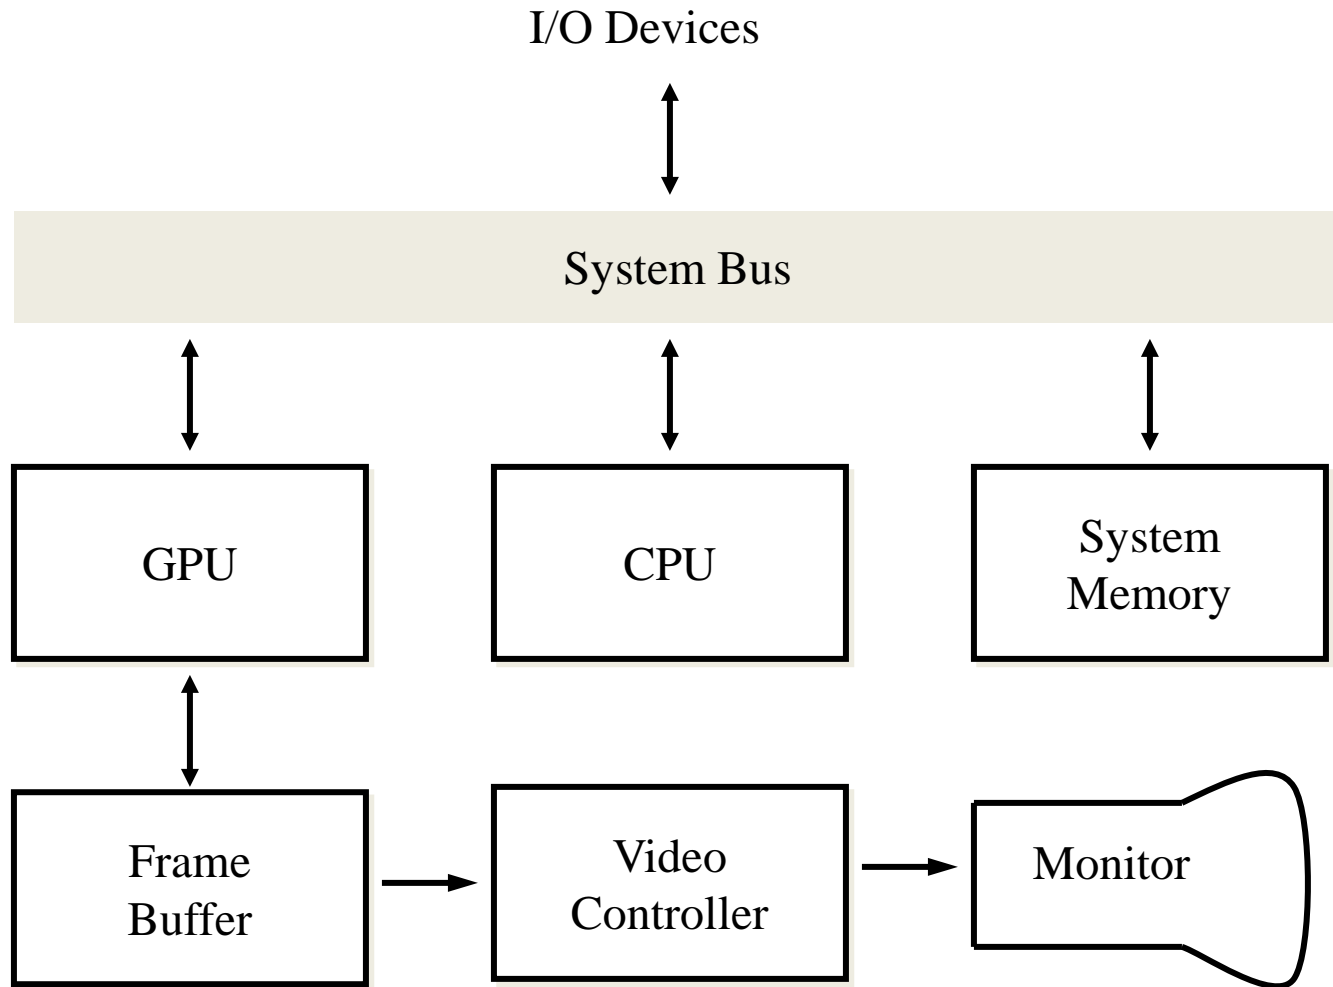 I/O Devices
System Bus
GPU
CPU
System
Memory
Frame
Buffer
Video
Controller
Monitor